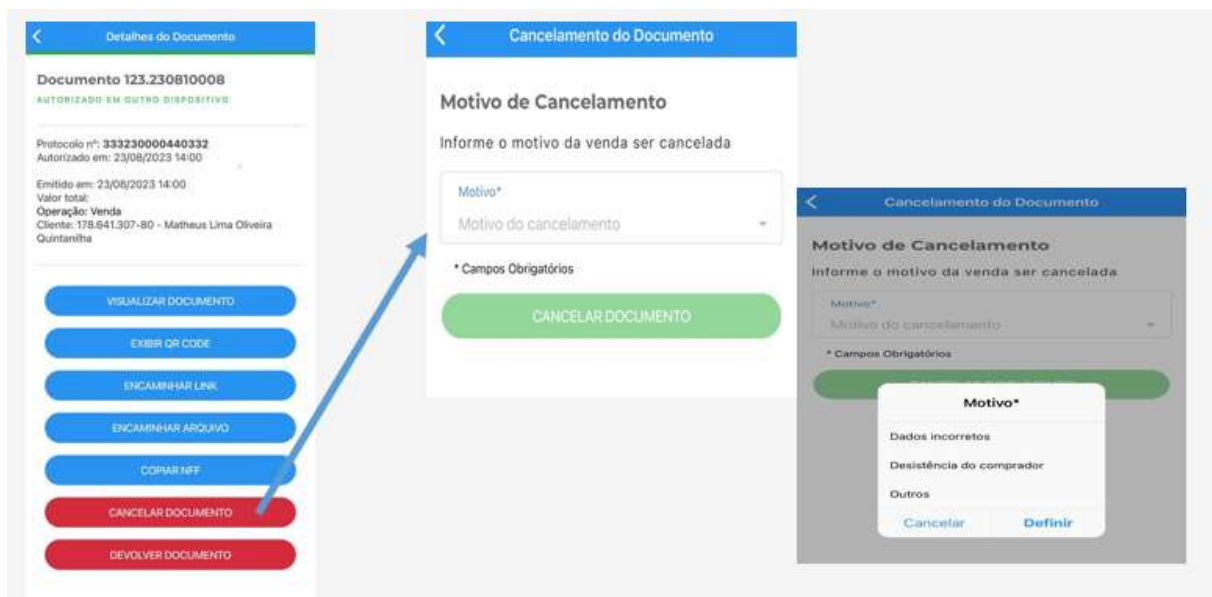 Detalhes do Documento
Documento 123.230810008
AUTORIZADO EM OUTRO DISPOSITIVO
Protocolo nº: 333230000440332
Autorizado em: 23/08/2023 14:00
Emitido em: 23/08/2023 14:00
Valor total:
Operação: Venda
Cliente: 178.641.307-80 - Matheus Lima Oliveira
Quintanilha
VISUALIZAR DOCUMENTO
EXIBIR QR CODE
ENCAMINHAR LINK
ENCAMINHAR ARQUIVO
COPIAR NFF
CANCELAR DOCUMENTO
DEVOLVER DOCUMENTO
Cancelamento do Documento
Motivo de Cancelamento
Informe o motivo da venda ser cancelada
Motivo*
Motivo do cancelamento
* Campos Obrigatórios
CANCELAR DOCUMENTO
Cancelamento do Documento
Motivo de Cancelamento
Informe o motivo da venda ser cancelada
Motivo*
Motivo do cancelamento
* Campos Obrigatórios
Motivo*
Dados incorretos
Desistência do comprador
Outros
Cancelar Definir